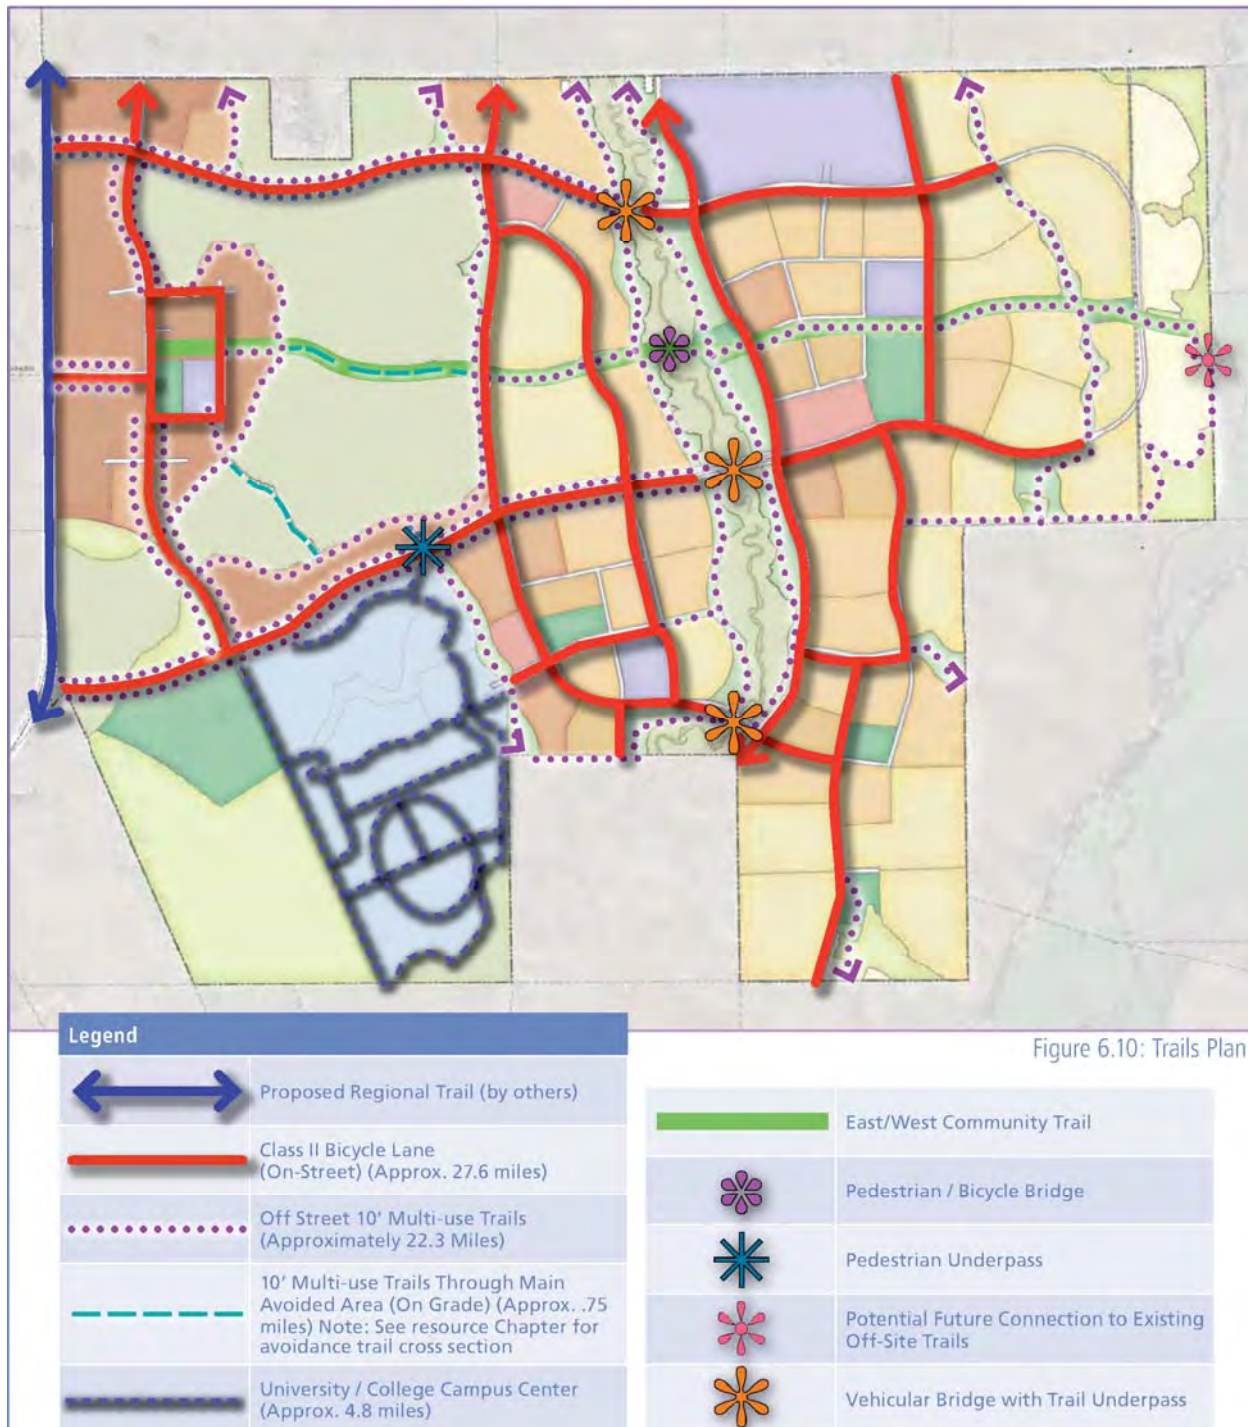 Figure 6.10: Trails Plan
Legend
Proposed Regional Trail (by others)
Class II Bicycle Lane
(On-Street) (Approx. 27.6 miles)
Off Street 10' Multi-use Trails
(Approximately 22.3 Miles)
10' Multi-use Trails Through Main
Avoided Area (On Grade) (Approx. .75
miles) Note: See resource Chapter for
avoidance trail cross section
University / College Campus Center
(Approx. 4.8 miles)
East/West Community Trail
Pedestrian / Bicycle Bridge
Pedestrian Underpass
Potential Future Connection to Existing
Off-Site Trails
Vehicular Bridge with Trail Underpass